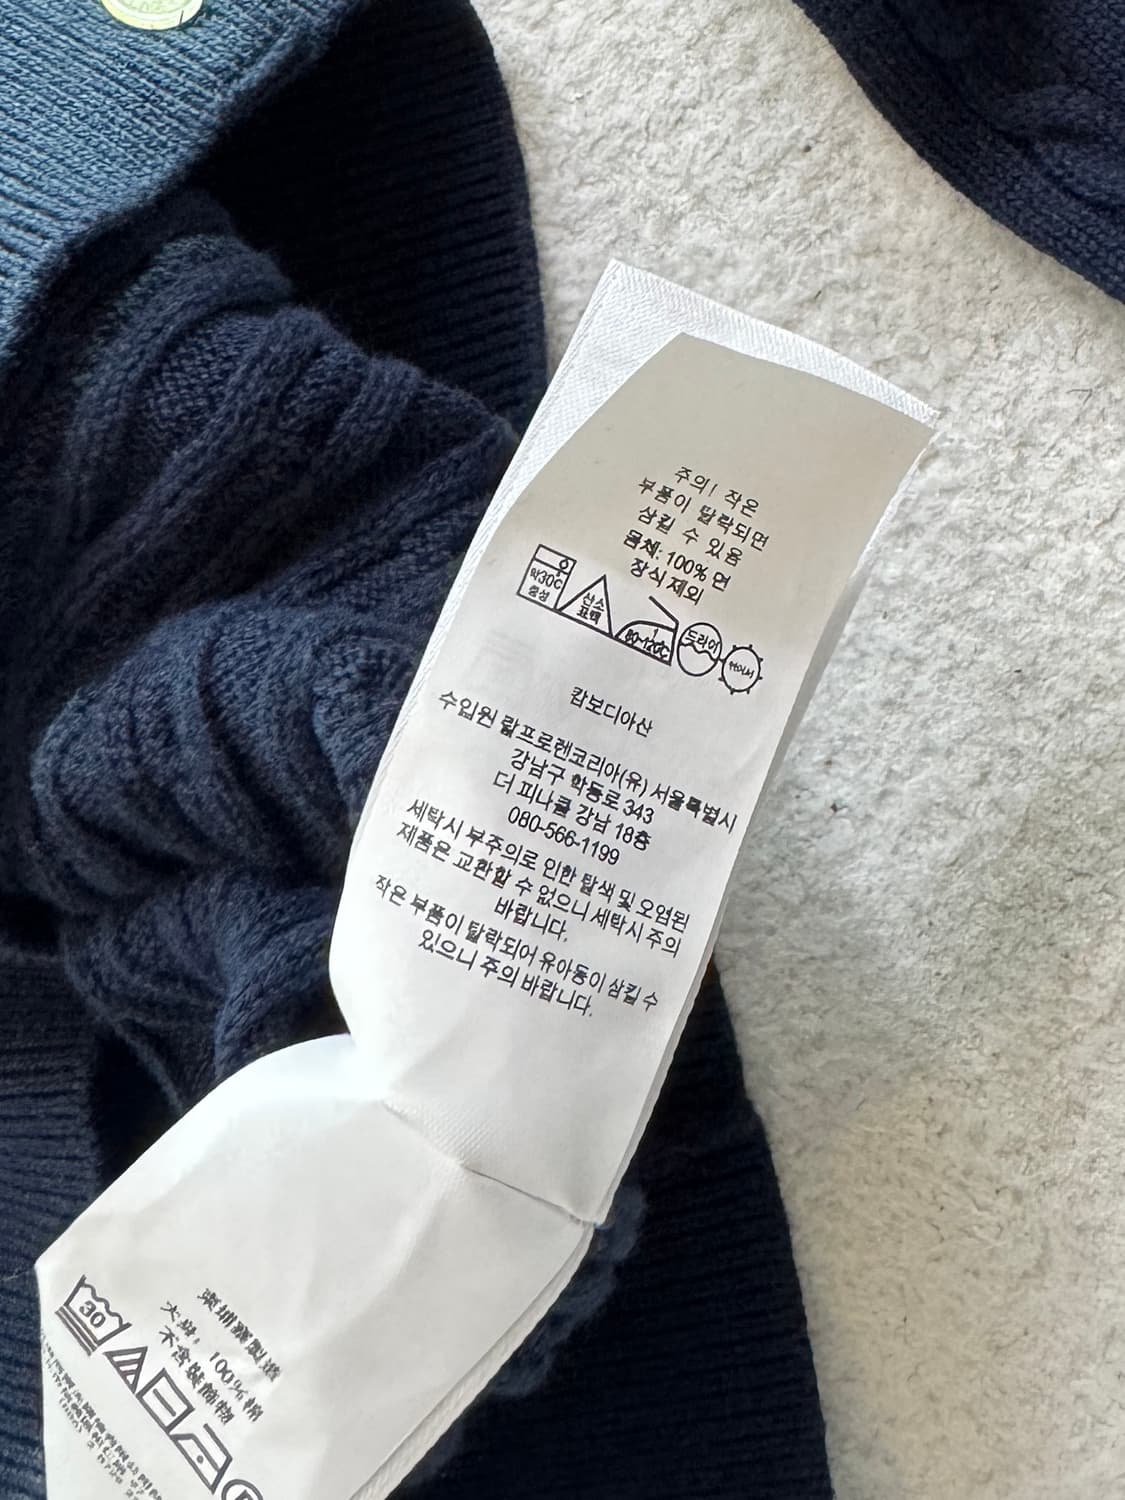 주의! 작은
부품이 탈락되면
삼킬 수 있음
몸체: 100% 면
장식 제외
약30℃
중성
산소
표백
80~120℃
드라이
캄보디아산
수입원 랄프로렌코리아(유) 서울특별시
강남구 학동로 343
더 피나클 강남 18층
080-566-1199
세탁시 부주의로 인한 탈색 및 오염된
제품은 교환할 수 없으니 세탁시 주의
바랍니다.
작은 부품이 탈락되어 유아동이 삼킬 수
있으니 주의 바랍니다.
柬埔寨製造
大身: 100% 棉
不含裝飾物
30